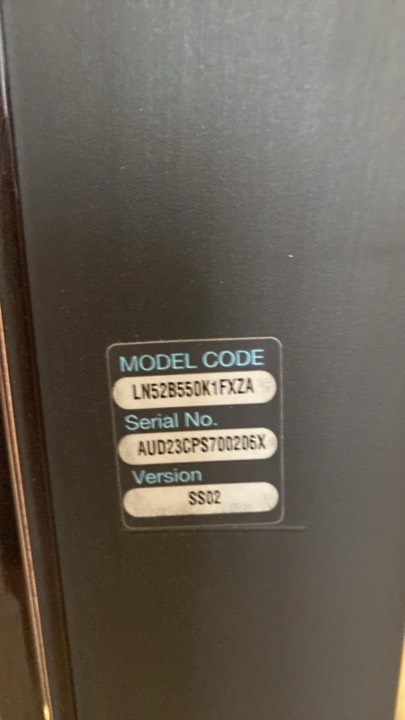 MODEL CODE
LN52B550K1FXZA
Serial No.
AUD23CPS700206X
Version
SS02